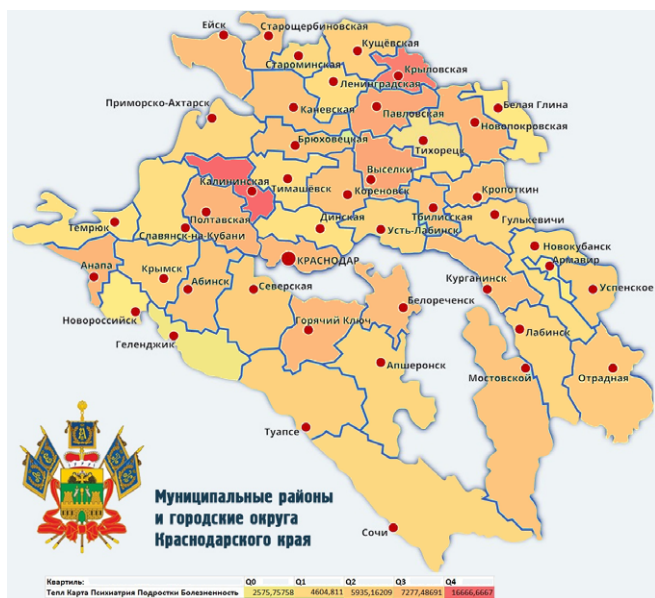 Ейск
Старощербиновская
Кущёвская
Староминская
Крыловская
Ленинградская
Приморско-Ахтарск
Каневская
Павловская
Белая Глина
Новопокровская
Брюховецкая
Тихорецк
Калининская
Тимашёвск
Выселки
Кореновск
Кропоткин
Полтавская
Тбилисская
Гулькевичи
Темрюк
Славянск-на-Кубани
Динская
Усть-Лабинск
Новокубанск
Армавир
Анапа
Крымск
КРАСНОДАР
Абинск
Северская
Курганинск
Успенское
Белореченск
Новороссийск
Горячий Ключ
Лабинск
Геленджик
Апшеронск
Мостовской
Отрадная
Туапсе
Сочи
Муниципальные районы
и городские округа
Краснодарского края
Квартиль: Q0 Q1 Q2 Q3 Q4
Тепл Карта Психиатрия Подростки Болезненность 2575,75758 4604,811 5935,16209 7277,48691 16666,6667